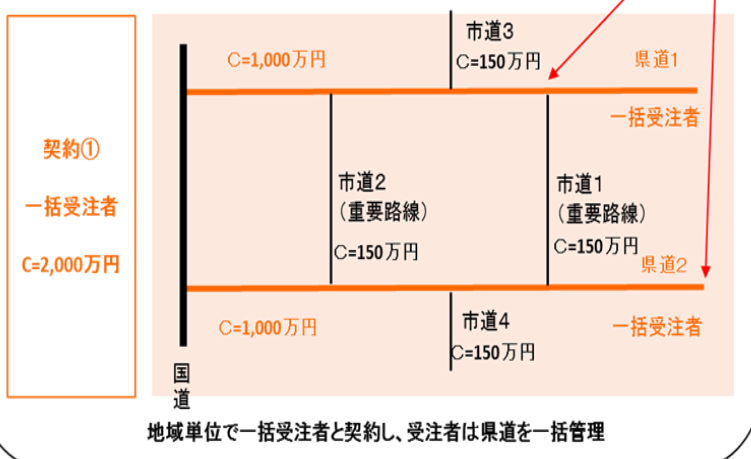 契約①
一括受注者
C=2,000万円
市道3
C=150万円
C=1,000万円
県道1
一括受注者
市道2
(重要路線)
C=150万円
市道1
(重要路線)
C=150万円
県道2
C=1,000万円
市道4
C=150万円
一括受注者
国道
地域単位で一括受注者と契約し、受注者は県道を一括管理